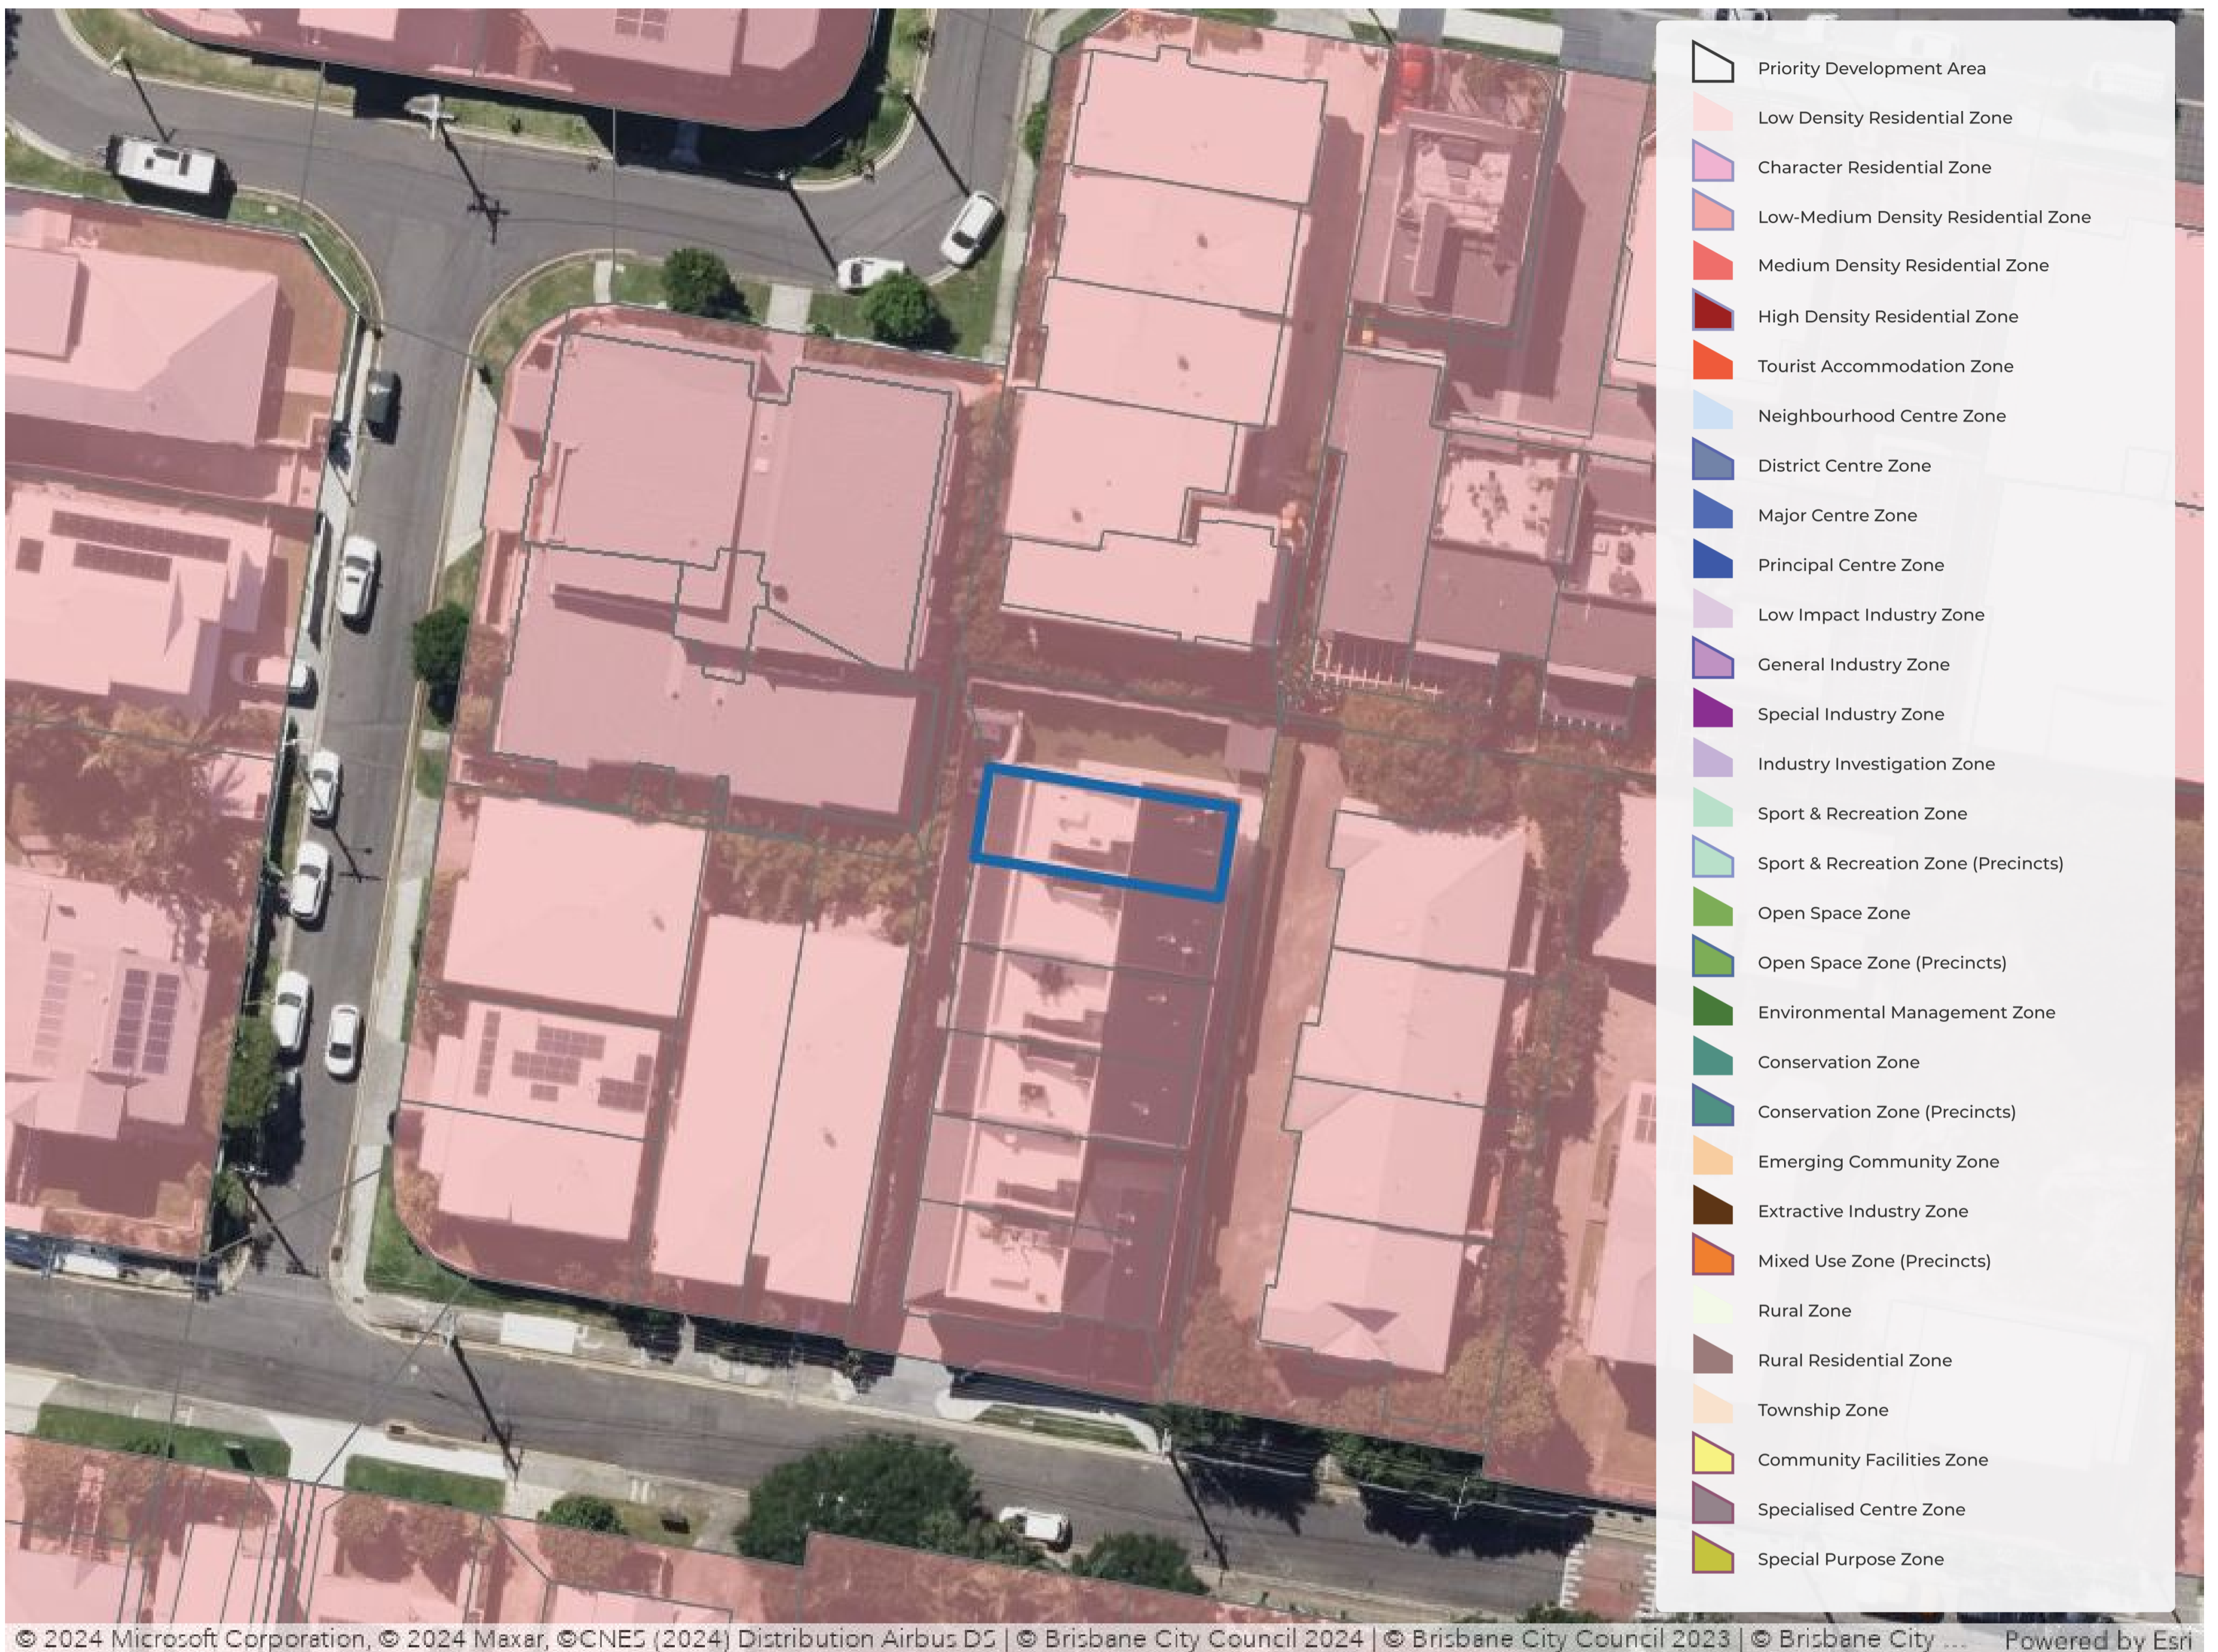 Priority Development Area
Low Density Residential Zone
Character Residential Zone
Low-Medium Density Residential Zone
Medium Density Residential Zone
High Density Residential Zone
Tourist Accommodation Zone
Neighbourhood Centre Zone
District Centre Zone
Major Centre Zone
Principal Centre Zone
Low Impact Industry Zone
General Industry Zone
Special Industry Zone
Industry Investigation Zone
Sport & Recreation Zone
Sport & Recreation Zone (Precincts)
Open Space Zone
Open Space Zone (Precincts)
Environmental Management Zone
Conservation Zone
Conservation Zone (Precincts)
Emerging Community Zone
Extractive Industry Zone
Mixed Use Zone (Precincts)
Rural Zone
Rural Residential Zone
Township Zone
Community Facilities Zone
Specialised Centre Zone
Special Purpose Zone
© 2024 Microsoft Corporation, © 2024 Maxar, ©CNES (2024) Distribution Airbus DS | © Brisbane City Council 2024 | © Brisbane City Council 2023 | © Brisbane City ... Powered by Esri